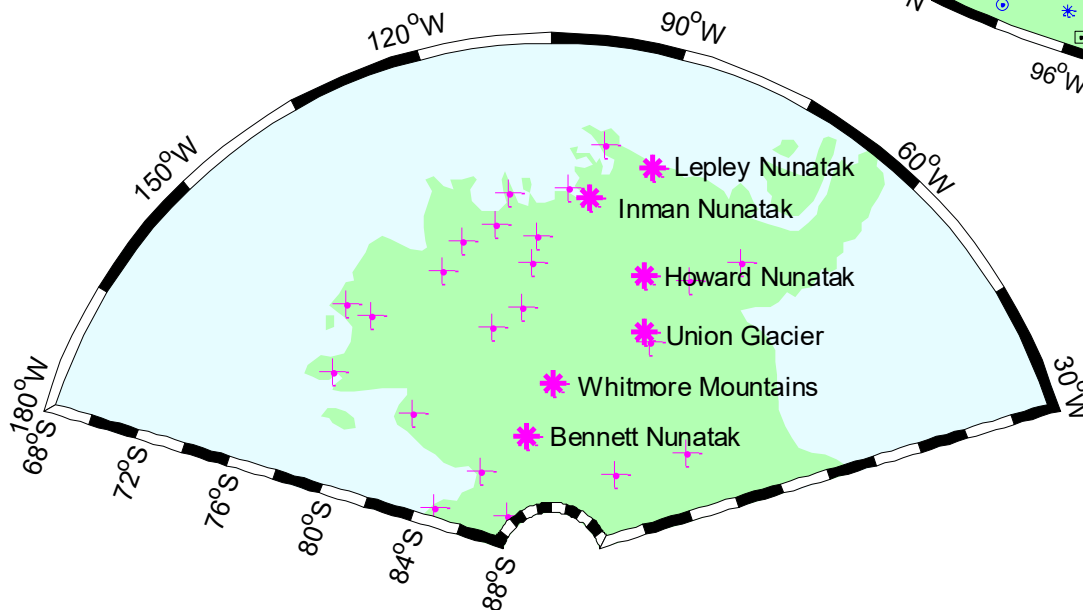 N
96°W
120°W
90°W
150°W
60°W
Lepley Nunatak
Inman Nunatak
Howard Nunatak
Union Glacier
Whitmore Mountains
Bennett Nunatak
180°W
30°W
68°S
72°S
76°S
80°S
84°S
88°S